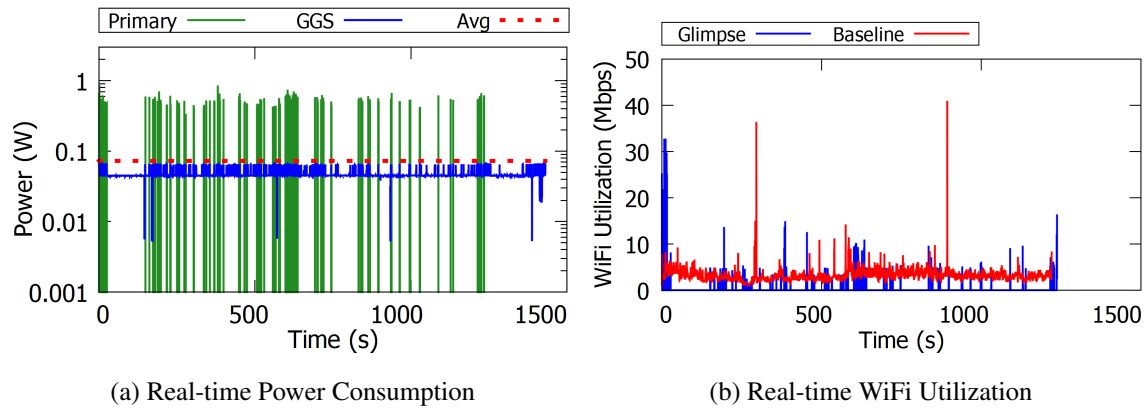 Primary GGS Avg
1
0.1
0.01
0.001
Power (W)
0 500 1000 1500
Time (s)
(a) Real-time Power Consumption
Glimpse Baseline
50
40
30
20
10
0
WiFi Utilization (Mbps)
0 500 1000 1500
Time (s)
(b) Real-time WiFi Utilization